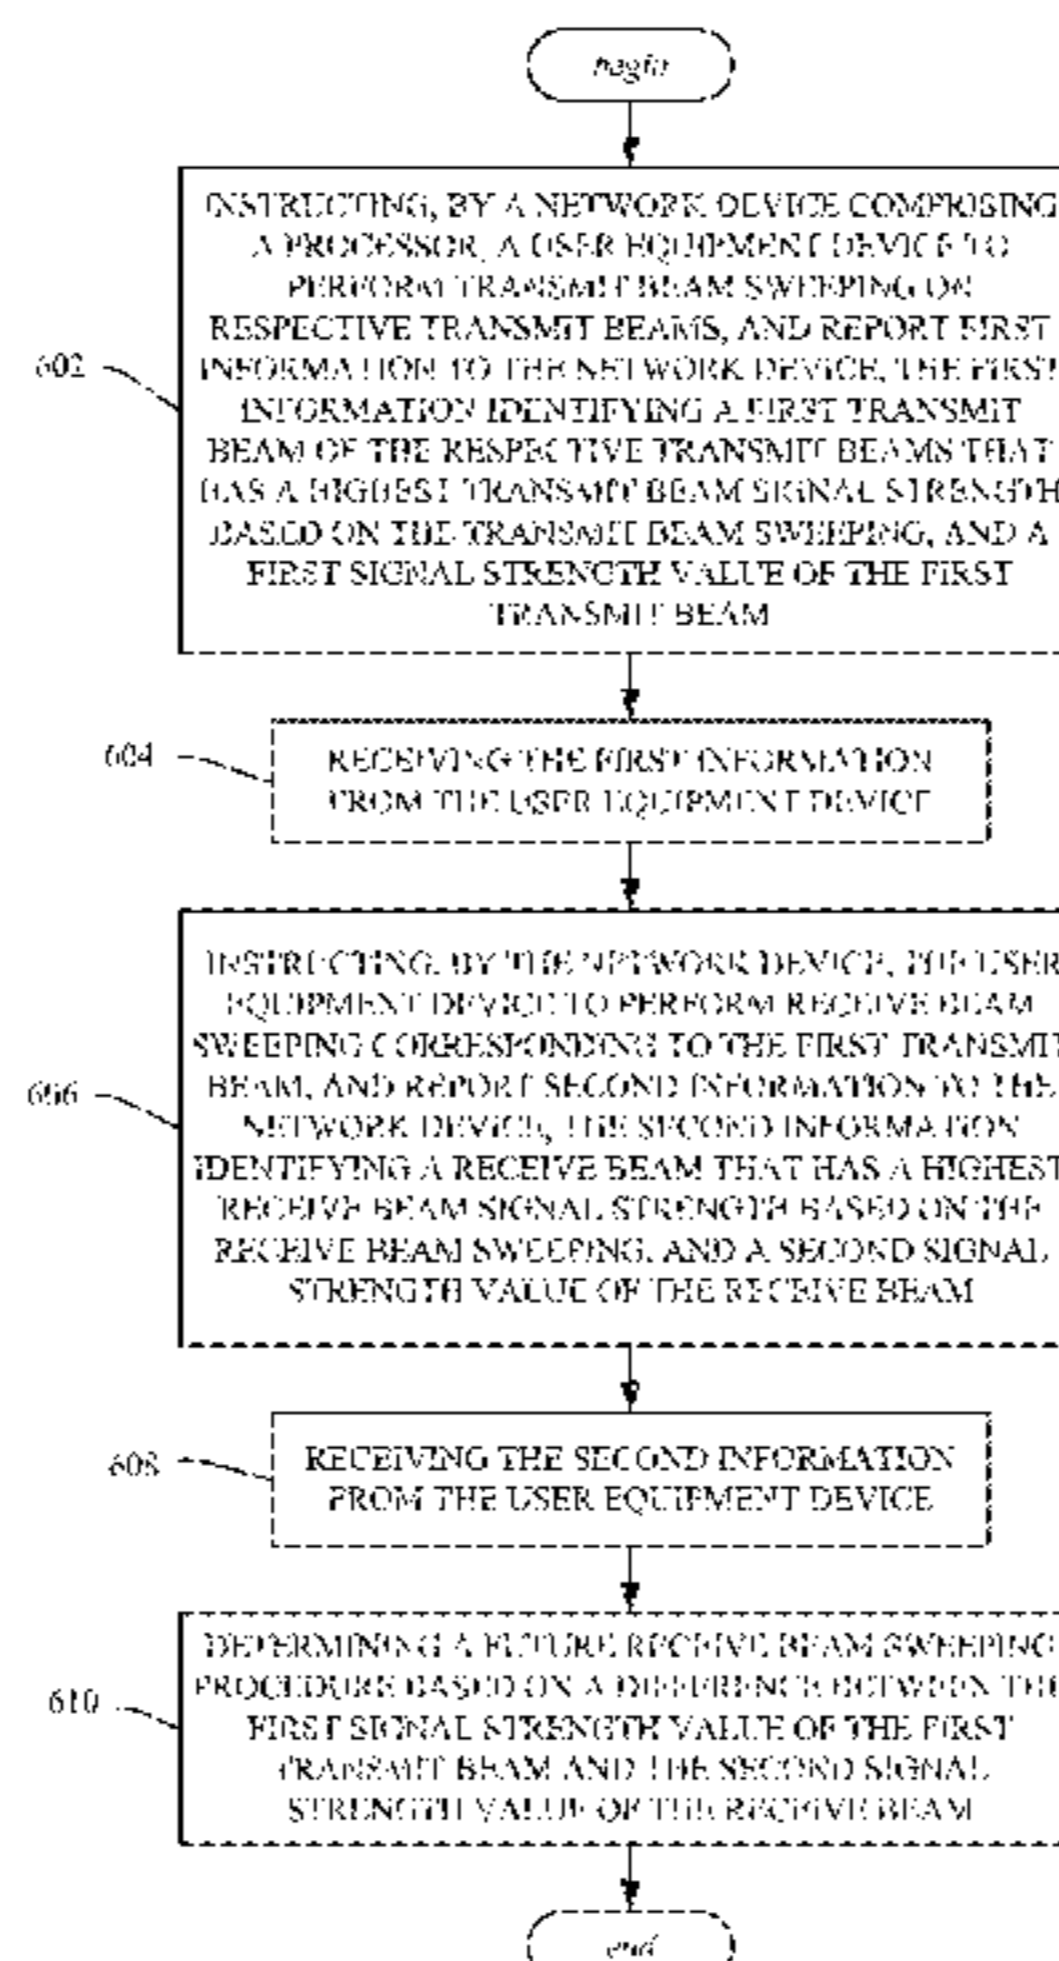 begin
INSTRUCTING, BY A NETWORK DEVICE COMPRISING
A PROCESSOR, A USER EQUIPMENT DEVICE TO
PERFORM TRANSMIT BEAM SWEEPING ON
RESPECTIVE TRANSMIT BEAMS, AND REPORT FIRST
INFORMATION TO THE NETWORK DEVICE, THE FIRST
INFORMATION IDENTIFYING A FIRST TRANSMIT
BEAM OF THE RESPECTIVE TRANSMIT BEAMS THAT
HAS A HIGHEST TRANSMIT BEAM SIGNAL STRENGTH
BASED ON THE TRANSMIT BEAM SWEEPING, AND A
FIRST SIGNAL STRENGTH VALUE OF THE FIRST
TRANSMIT BEAM
602
604
RECEIVING THE FIRST INFORMATION
FROM THE USER EQUIPMENT DEVICE
INSTRUCTING, BY THE NETWORK DEVICE, THE USER
EQUIPMENT DEVICE TO PERFORM RECEIVE BEAM
SWEEPING CORRESPONDING TO THE FIRST TRANSMIT
BEAM, AND REPORT SECOND INFORMATION TO THE
NETWORK DEVICE, THE SECOND INFORMATION
IDENTIFYING A RECEIVE BEAM THAT HAS A HIGHEST
RECEIVE BEAM SIGNAL STRENGTH BASED ON THE
RECEIVE BEAM SWEEPING, AND A SECOND SIGNAL
STRENGTH VALUE OF THE RECEIVE BEAM
606
608
RECEIVING THE SECOND INFORMATION
FROM THE USER EQUIPMENT DEVICE
610
DETERMINING A FUTURE RECEIVE BEAM SWEEPING
PROCEDURE BASED ON A DIFFERENCE BETWEEN THE
FIRST SIGNAL STRENGTH VALUE OF THE FIRST
TRANSMIT BEAM AND THE SECOND SIGNAL
STRENGTH VALUE OF THE RECEIVE BEAM
end